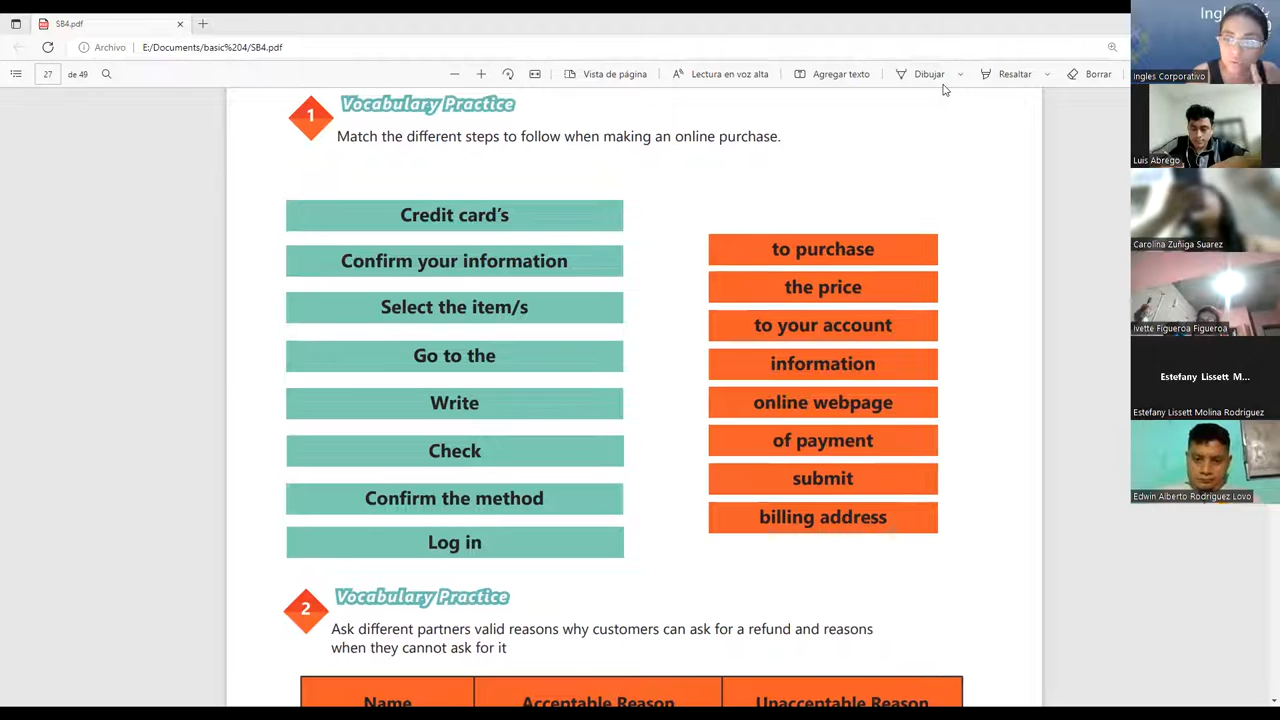 SB4.pdf
Archivo
E:/Documents/basic%204/SB4.pdf
27
de 49
Vista de página
Lectura en voz alta
Agregar texto
Dibujar
Resaltar
Borrar
1
Vocabulary Practice
Match the different steps to follow when making an online purchase.
Credit card's
Confirm your information
Select the item/s
Go to the
Write
Check
Confirm the method
Log in
to purchase
the price
to your account
information
online webpage
of payment
submit
billing address
2
Vocabulary Practice
Ask different partners valid reasons why customers can ask for a refund and reasons
when they cannot ask for it
Name
Acceptable Reason
Unacceptable Reason
Ingles Corporativo
Luis Abrego
Carolina Zuñiga Suarez
Ivette Figueroa Figueroa
Estefany Lissett M...
Estefany Lissett Molina Rodriguez
Edwin Alberto Rodriguez Lovo